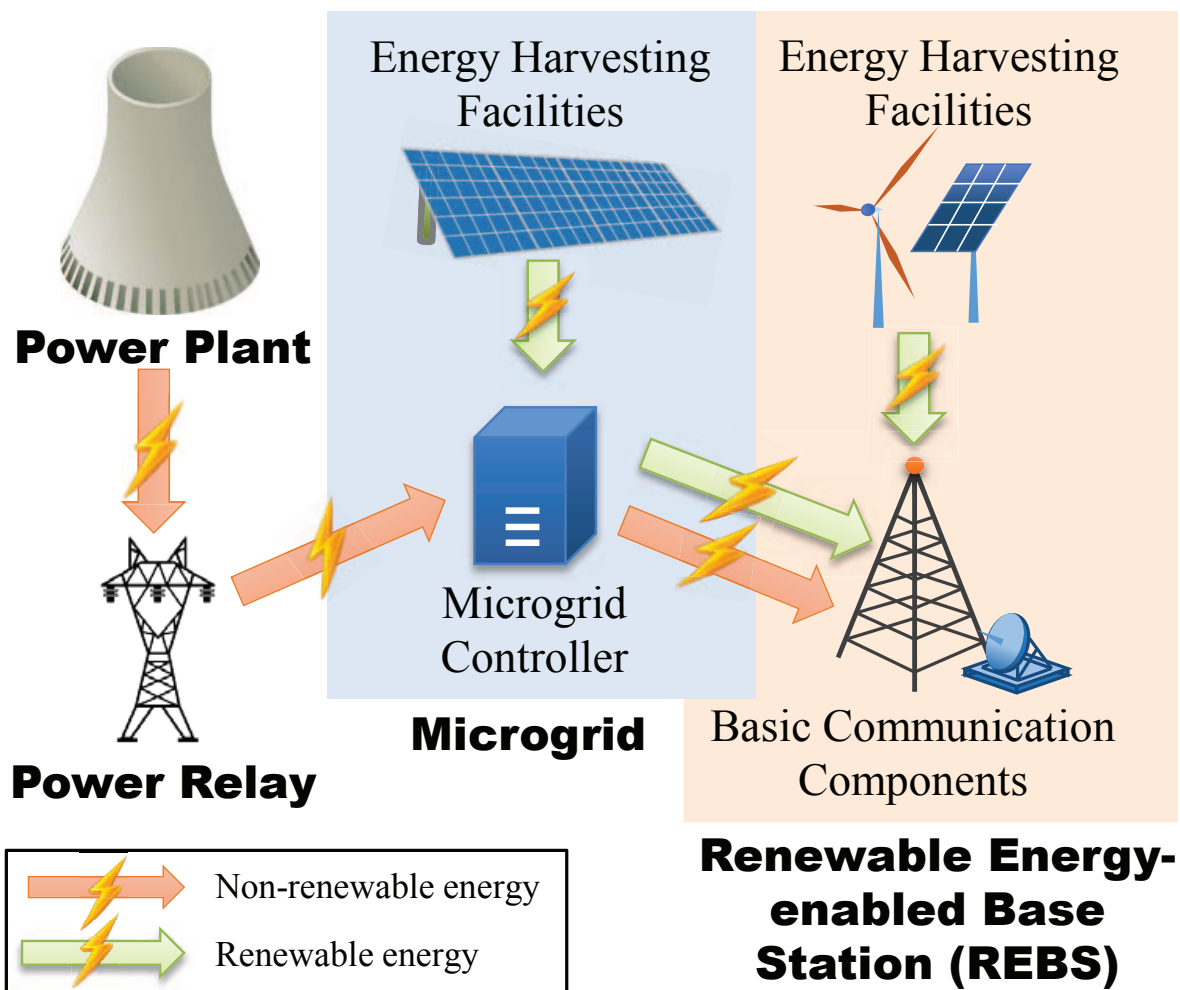 Energy Harvesting
Facilities
Energy Harvesting
Facilities
Power Plant
Microgrid
Controller
Microgrid
Power Relay
Basic Communication
Components
Renewable Energy-
enabled Base
Station (REBS)
Non-renewable energy
Renewable energy